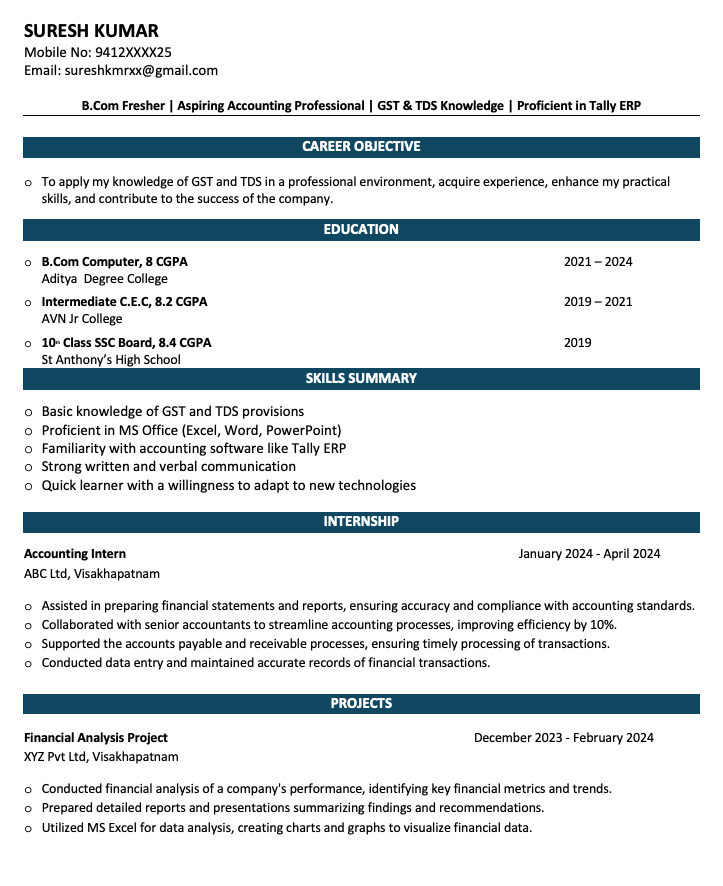 SURESH KUMAR
Mobile No: 9412XXXX25
Email: sureshkmrxx@gmail.com
B.Com Fresher | Aspiring Accounting Professional | GST & TDS Knowledge | Proficient in Tally ERP
CAREER OBJECTIVE
o To apply my knowledge of GST and TDS in a professional environment, acquire experience, enhance my practical
skills, and contribute to the success of the company.
EDUCATION
o B.Com Computer, 8 CGPA 2021 – 2024
Aditya Degree College
o Intermediate C.E.C, 8.2 CGPA 2019 – 2021
AVN Jr College
o 10th Class SSC Board, 8.4 CGPA 2019
St Anthony’s High School
SKILLS SUMMARY
o Basic knowledge of GST and TDS provisions
o Proficient in MS Office (Excel, Word, PowerPoint)
o Familiarity with accounting software like Tally ERP
o Strong written and verbal communication
o Quick learner with a willingness to adapt to new technologies
INTERNSHIP
Accounting Intern January 2024 - April 2024
ABC Ltd, Visakhapatnam
o Assisted in preparing financial statements and reports, ensuring accuracy and compliance with accounting standards.
o Collaborated with senior accountants to streamline accounting processes, improving efficiency by 10%.
o Supported the accounts payable and receivable processes, ensuring timely processing of transactions.
o Conducted data entry and maintained accurate records of financial transactions.
PROJECTS
Financial Analysis Project December 2023 - February 2024
XYZ Pvt Ltd, Visakhapatnam
o Conducted financial analysis of a company's performance, identifying key financial metrics and trends.
o Prepared detailed reports and presentations summarizing findings and recommendations.
o Utilized MS Excel for data analysis, creating charts and graphs to visualize financial data.